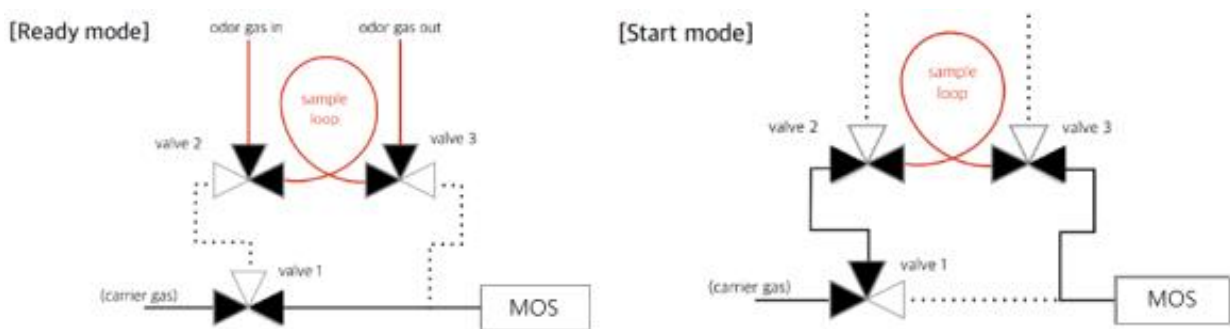 [Ready mode]
odor gas in
odor gas out
sample
loop
valve 2
valve 3
valve 1
(carrier gas)
MOS
[Start mode]
sample
loop
valve 2
valve 3
valve 1
(carrier gas)
MOS